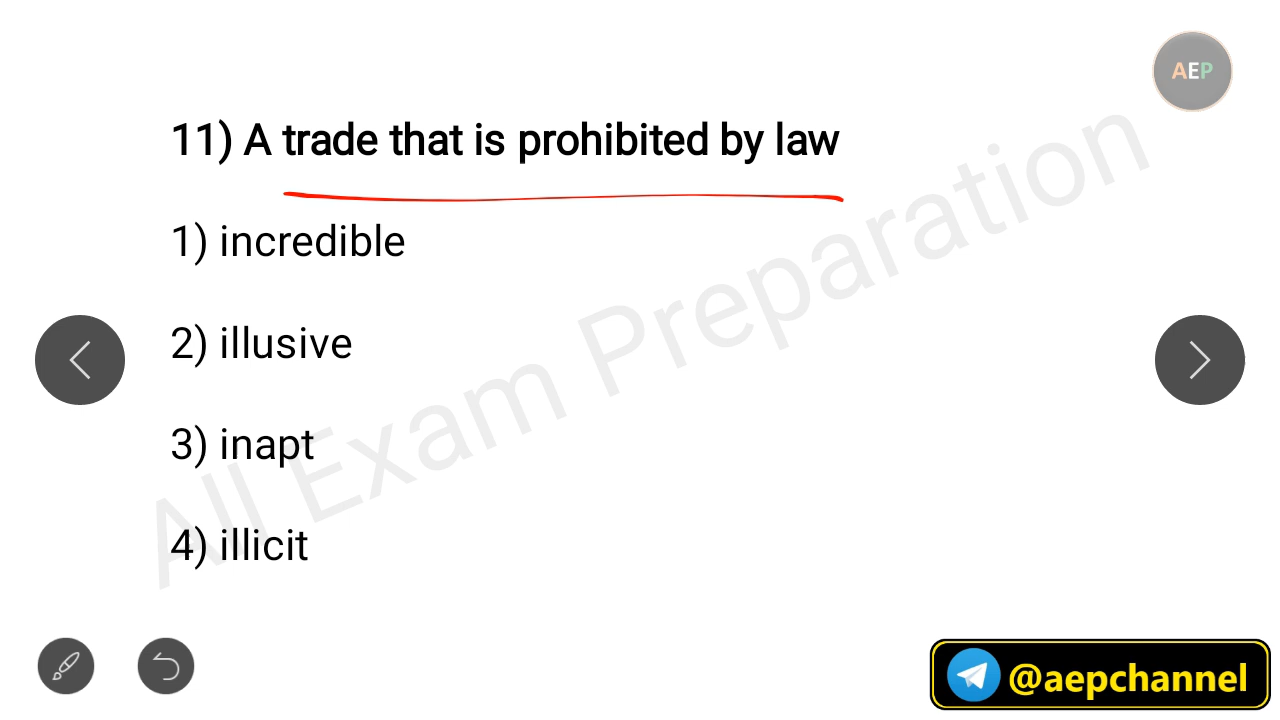 AEP
11) A trade that is prohibited by law
1) incredible
2) illusive
3) inapt
4) illicit
All Exam Preparation
@aepchannel